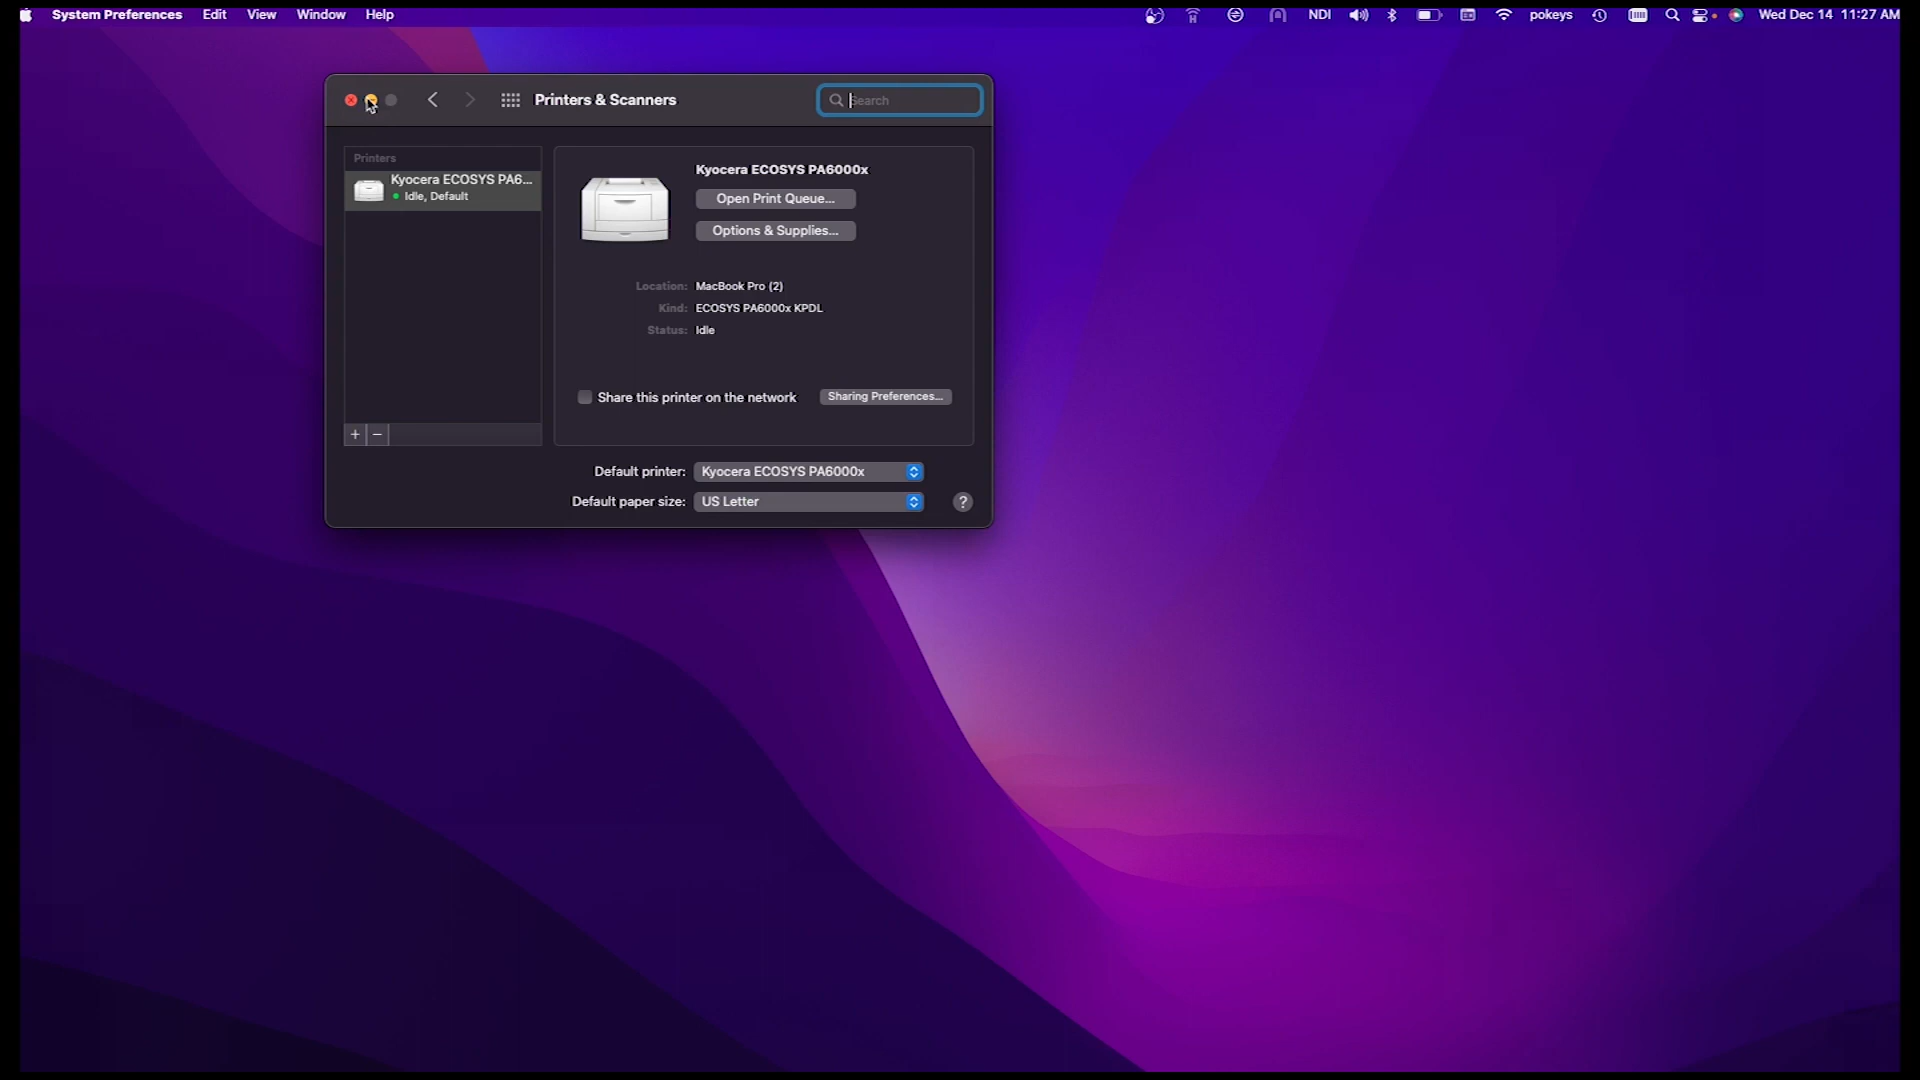 System Preferences Edit View Window Help NDI pokeys Wed Dec 14 11:27 AM
Printers & Scanners Search
Printers
Kyocera ECOSYS PA6...
Idle, Default
Kyocera ECOSYS PA6000x
Open Print Queue...
Options & Supplies...
Location: MacBook Pro (2)
Kind: ECOSYS PA6000x KPDL
Status: Idle
Share this printer on the network Sharing Preferences...
+ −
Default printer: Kyocera ECOSYS PA6000x
Default paper size: US Letter ?